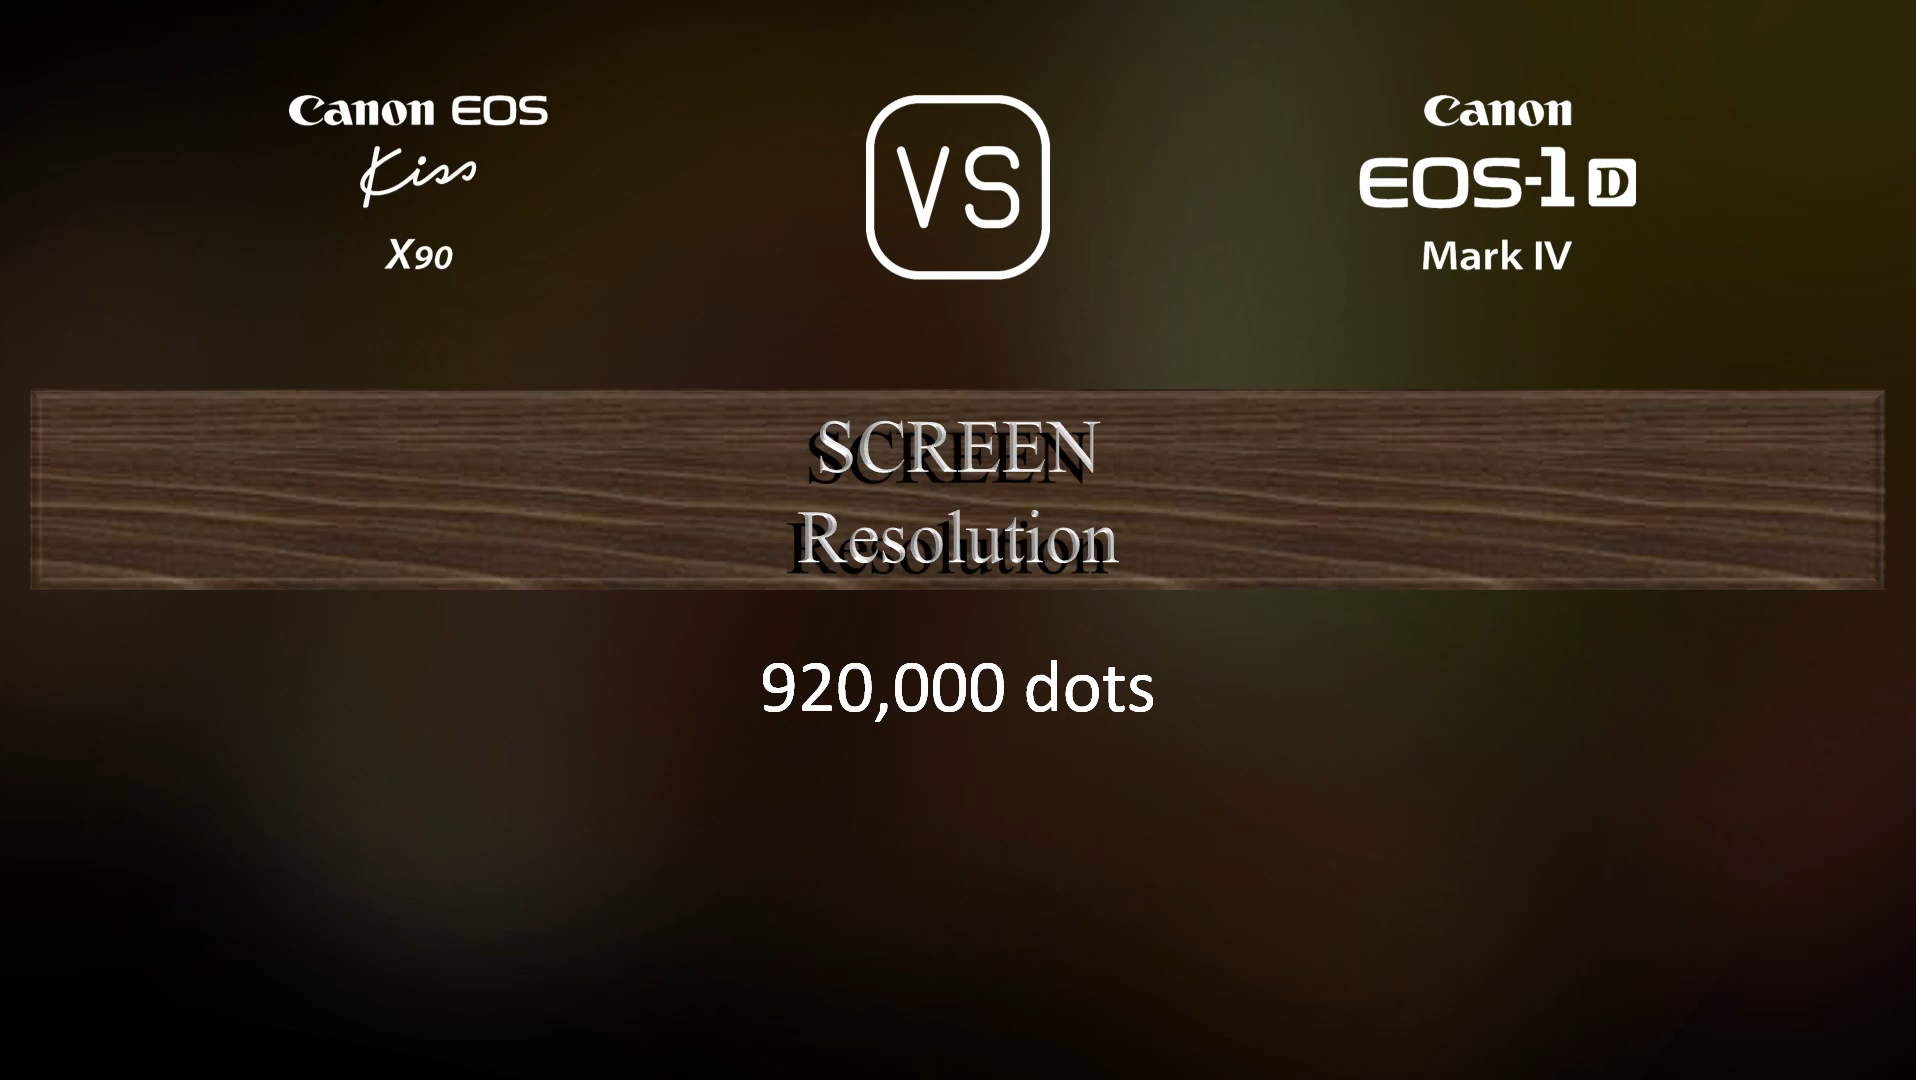 Canon EOS
Kiss
X90
VS
Canon
EOS-1D
Mark IV
SCREEN
Resolution
920,000 dots